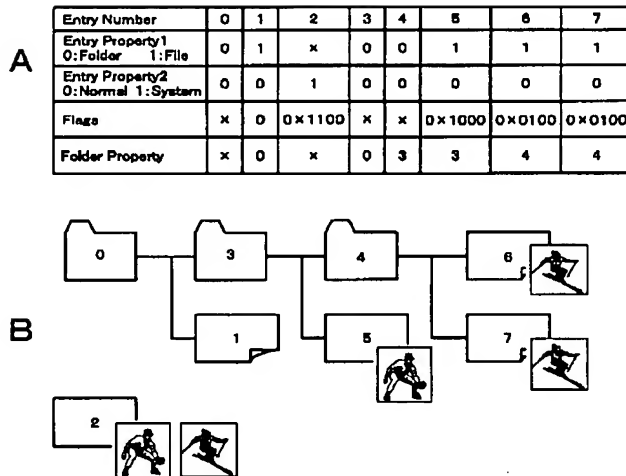 A
Entry Number 0 1 2 3 4 5 6 7
Entry Property1
0:Folder 1:File 0 1 × 0 0 1 1 1
Entry Property2
0:Normal 1:System 0 0 1 0 0 0 0 0
Flags × 0 0×1100 × × 0×1000 0×0100 0×0100
Folder Property × 0 × 0 3 3 4 4
B
0 3 4 6
1 5 7
2